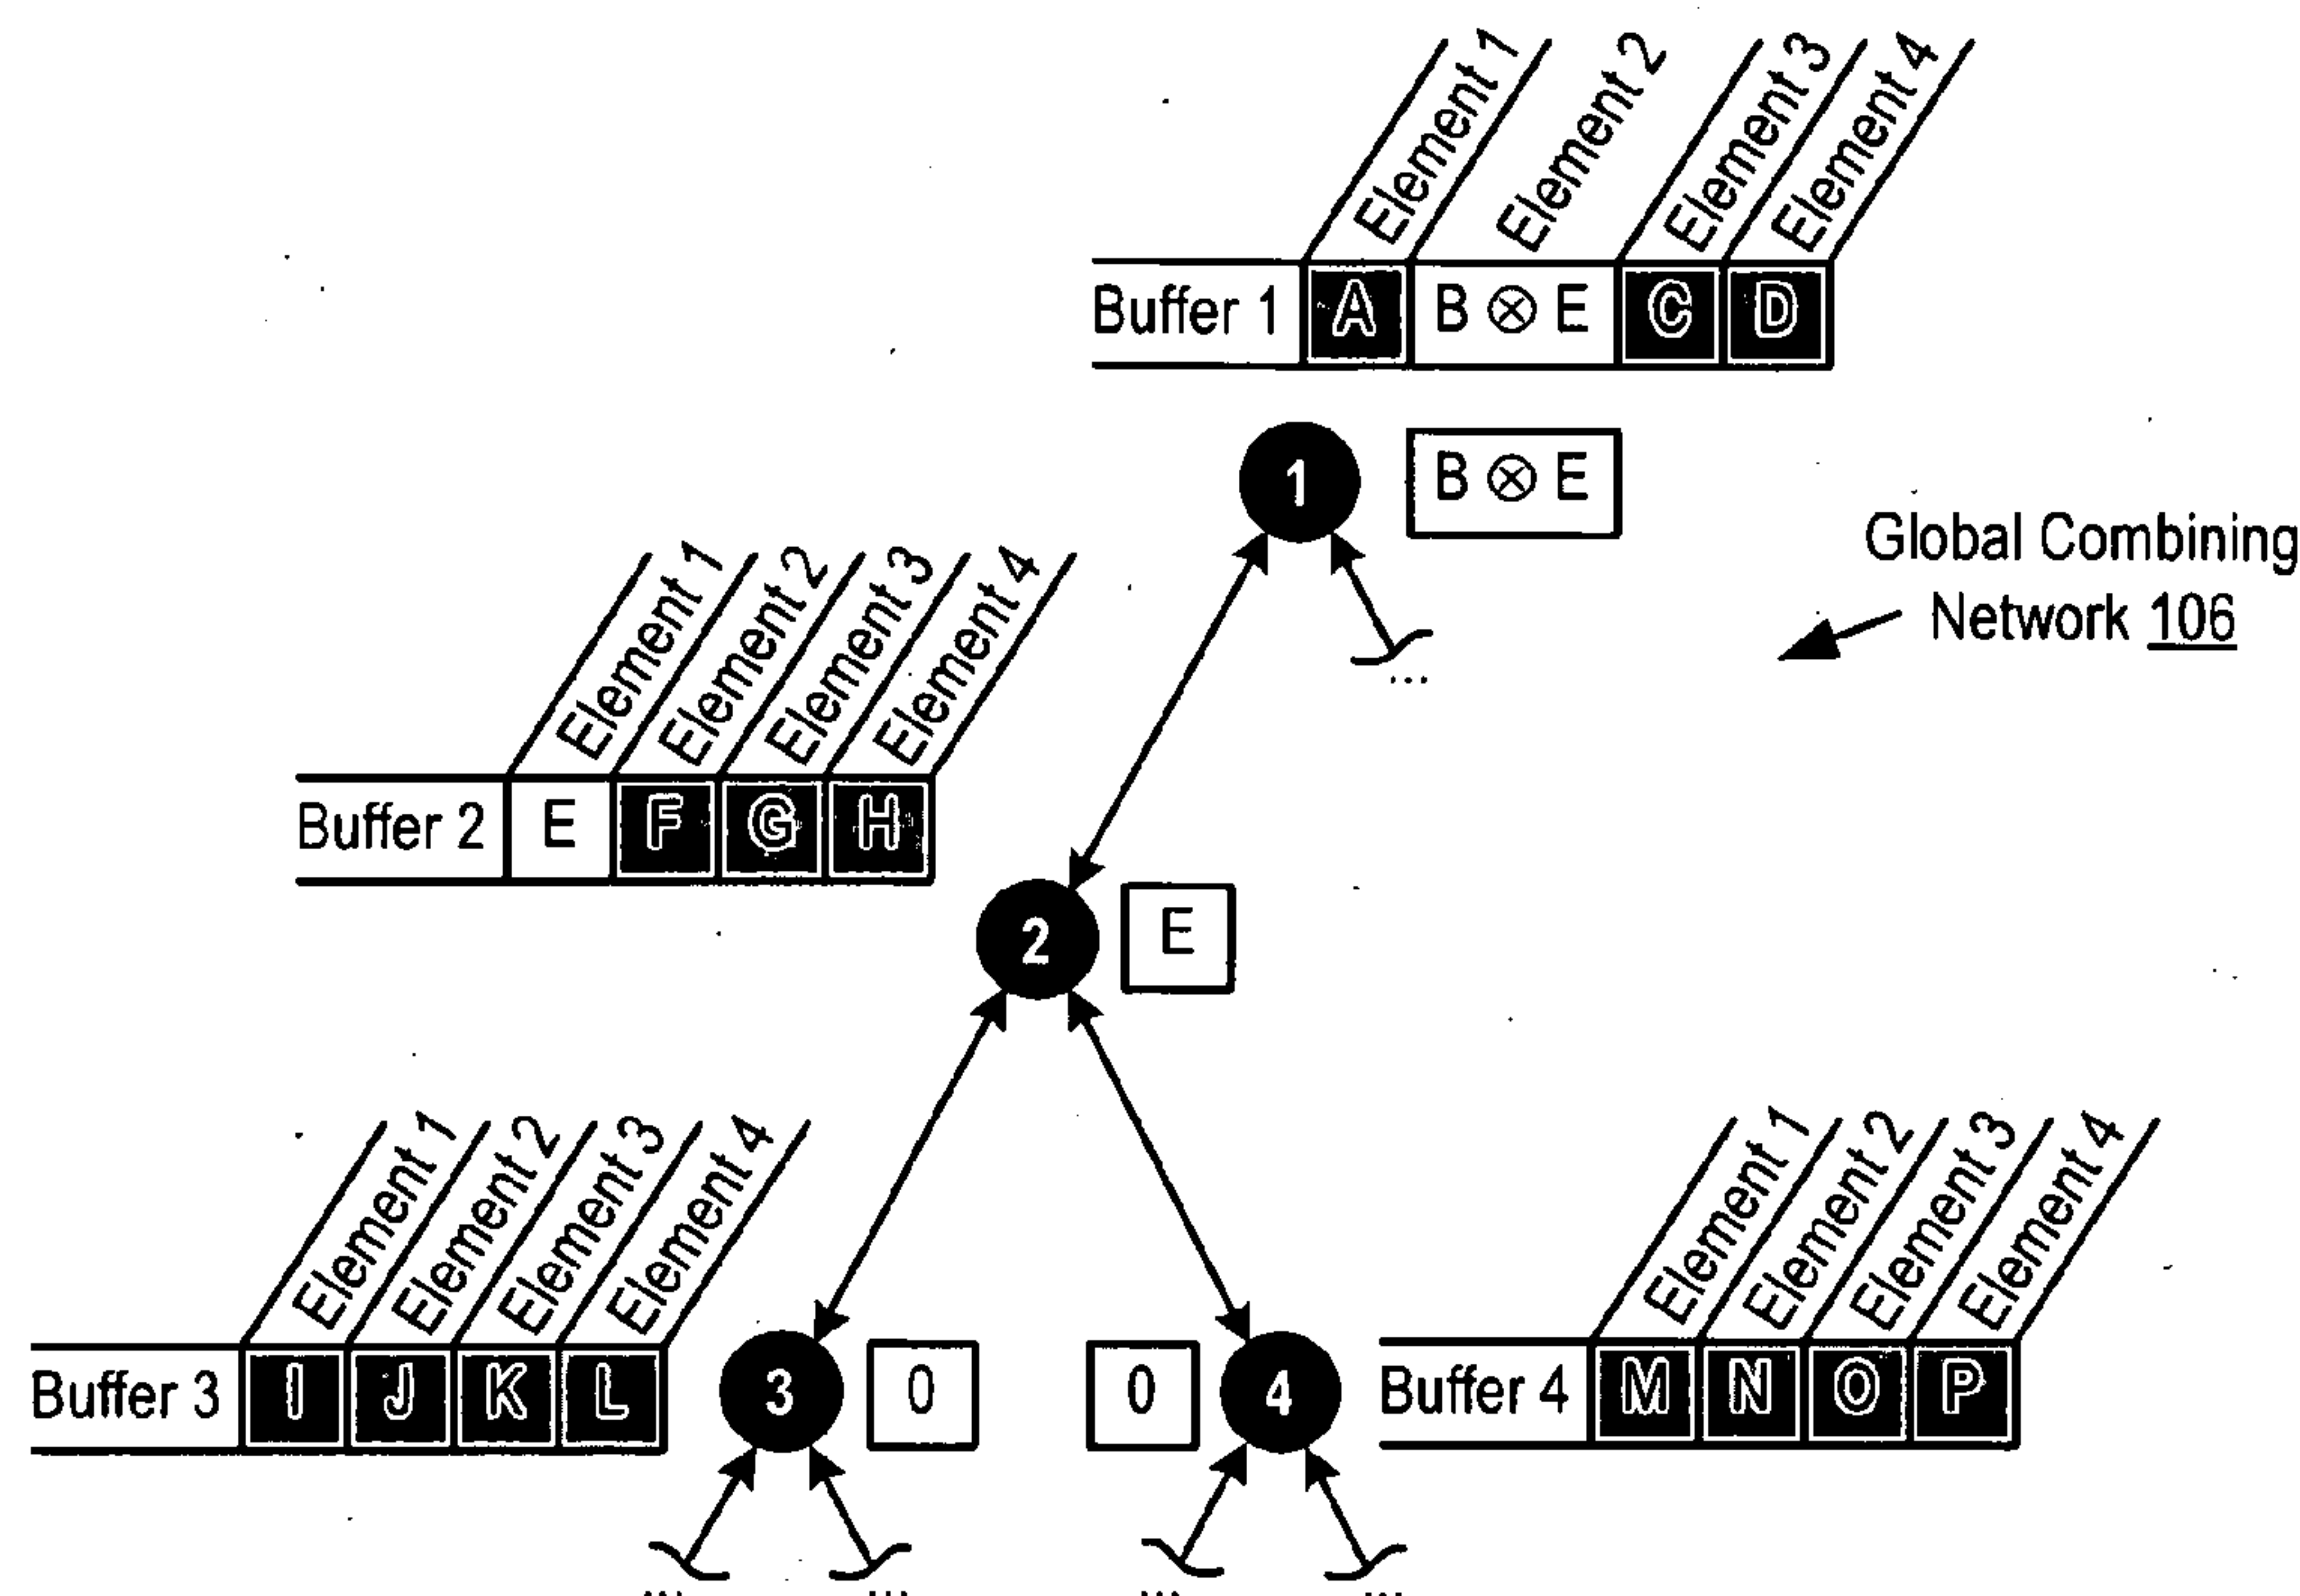 Element 1
Element 2
Element 3
Element 4
Buffer 1 A B ⊗ E C D
1 B ⊗ E
Global Combining
Network 106
...
Element 1
Element 2
Element 3
Element 4
Buffer 2 E F G H
2 E
Element 1
Element 2
Element 3
Element 4
Element 1
Element 2
Element 3
Element 4
Buffer 3 I J K L 3 0 0 4 Buffer 4 M N O P
... ... ... ...